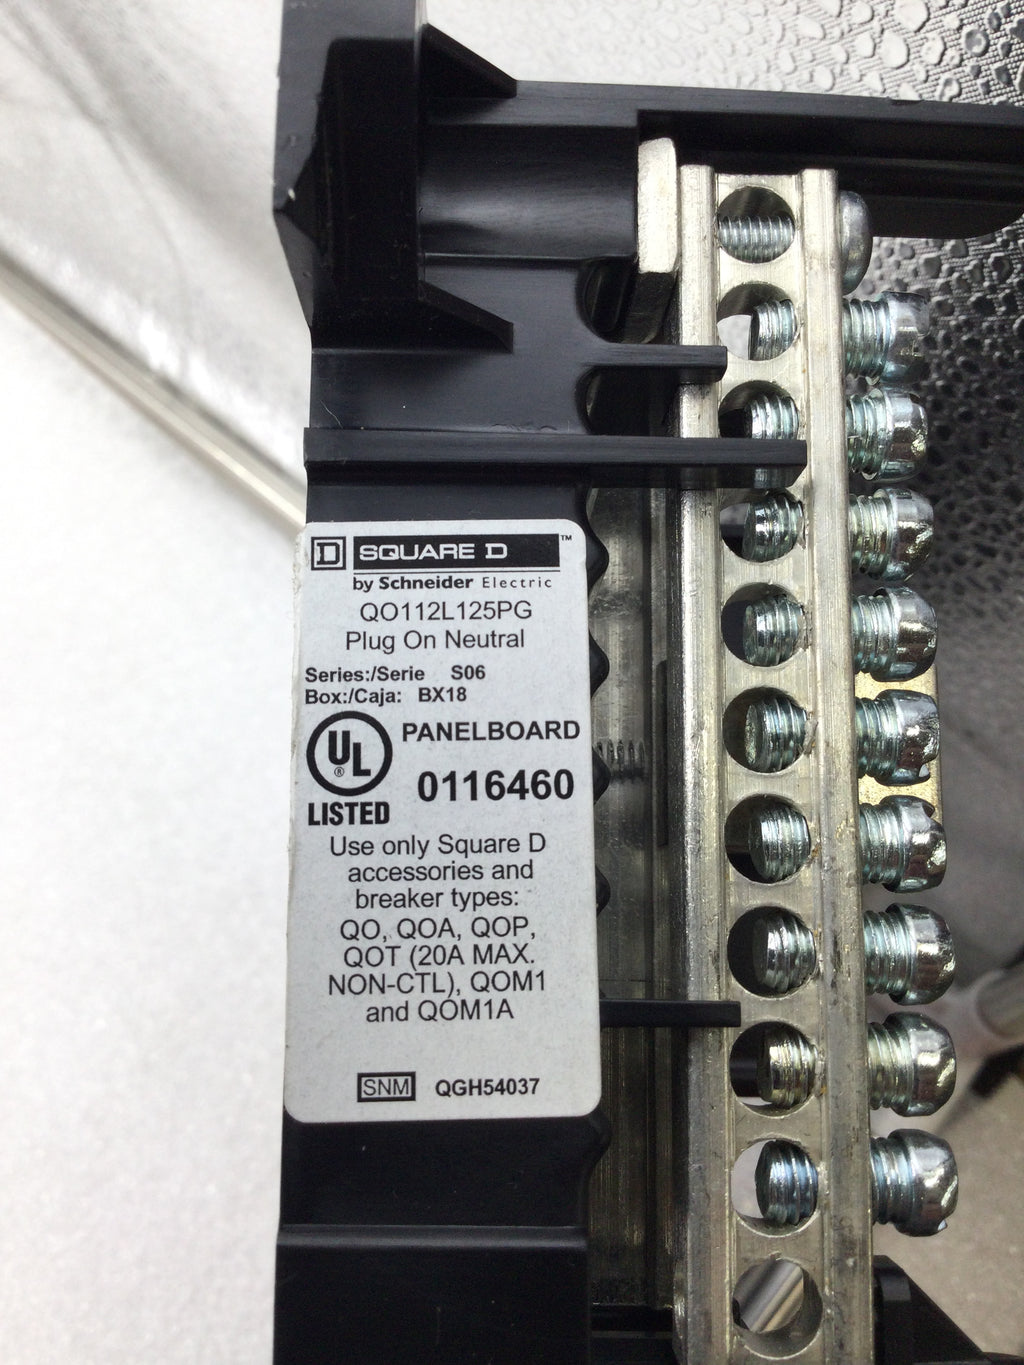 D SQUARE D ™
by Schneider Electric
QO112L125PG
Plug On Neutral
Series:/Serie S06
Box:/Caja: BX18
UL ® PANELBOARD
LISTED 0116460
Use only Square D
accessories and
breaker types:
QO, QOA, QOP,
QOT (20A MAX.
NON-CTL), QOM1
and QOM1A
SNM QGH54037